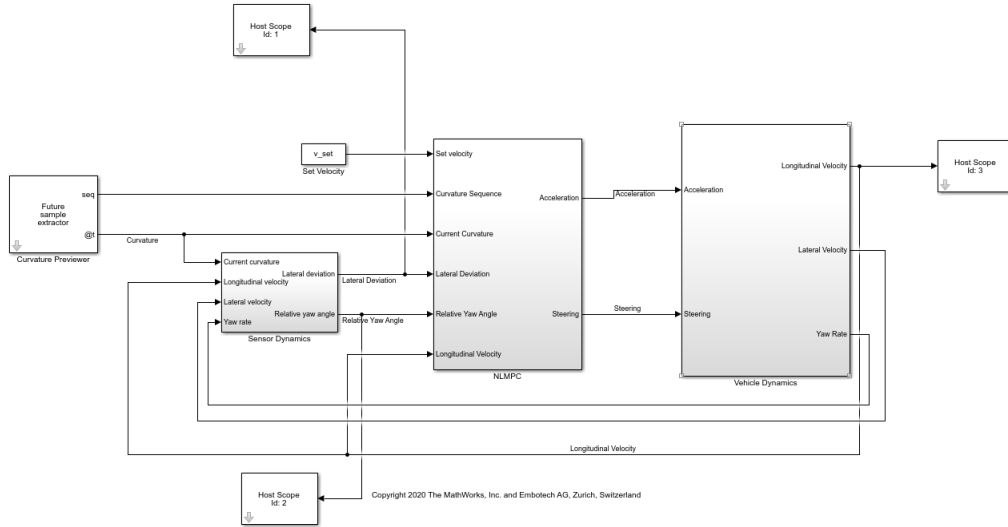 Host Scope
Id: 1
v_set
Set Velocity
Future
sample
extractor
seq
@t
Curvature Previewer
Curvature
Current curvature
Longitudinal velocity
Lateral velocity
Yaw rate
Lateral deviation
Relative yaw angle
Sensor Dynamics
Lateral Deviation
Relative Yaw Angle
Set velocity
Curvature Sequence
Current Curvature
Lateral Deviation
Relative Yaw Angle
Longitudinal Velocity
Acceleration
Steering
NLMPC
Acceleration
Steering
Acceleration
Steering
Longitudinal Velocity
Lateral Velocity
Yaw Rate
Vehicle Dynamics
Host Scope
Id: 3
Longitudinal Velocity
Host Scope
Id: 2
Copyright 2020 The MathWorks, Inc. and Embotech AG, Zurich, Switzerland